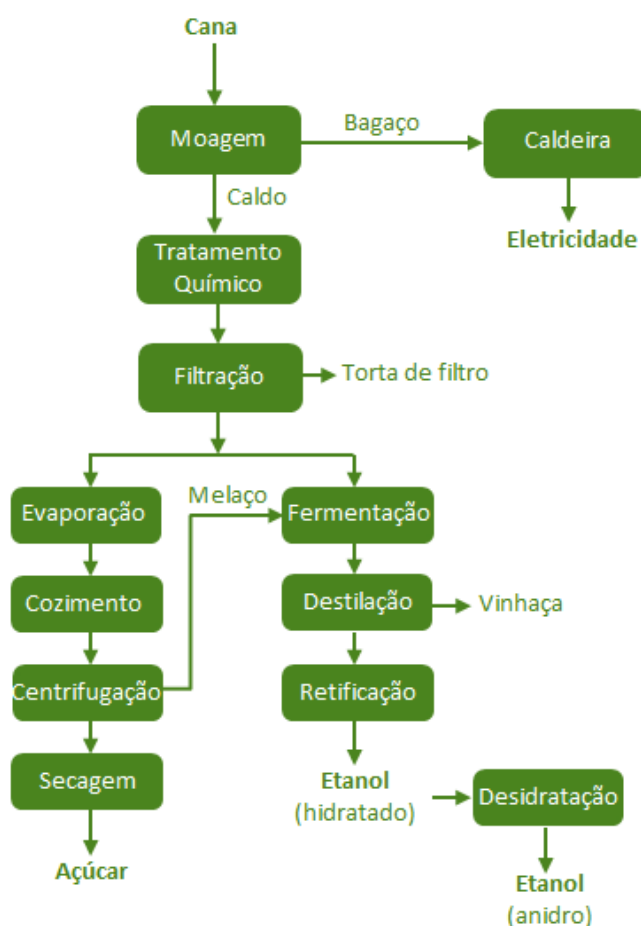 Cana
Moagem
Bagaço
Caldeira
Caldo
Eletricidade
Tratamento
Químico
Filtração
Torta de filtro
Evaporação
Melaço
Fermentação
Cozimento
Destilação
Vinhaça
Centrifugação
Retificação
Secagem
Etanol
(hidratado)
Desidratação
Açúcar
Etanol
(anidro)